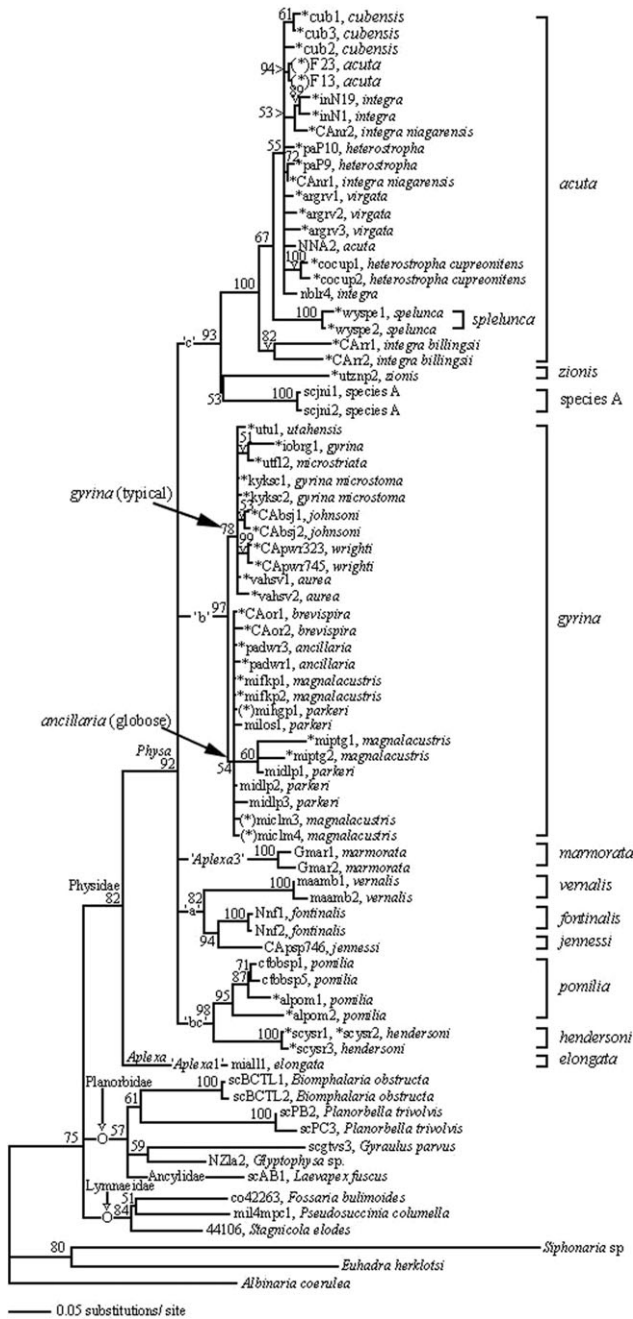 61
*cub1, cubensis
*cub3, cubensis
*cub2, cubensis
94>
(*)F23, acuta
(*)F13, acuta
89
*inN19, integra
53>
*inN1, integra
*CAnr2, integra niagarensis
55
*paP10, heterostropha
72
*paP9, heterostropha
*CAnr1, integra niagarensis
*argrv1, virgata
*argrv2, virgata
*argrv3, virgata
67
NNA2, acuta
100
*cocup1, heterostropha cupreonitens
*cocup2, heterostropha cupreonitens
nblr4, integra
acuta
100
100
*wyspe1, spelunca
*wyspe2, spelunca
splelunca
82
*CArr1, integra billingsii
*CArr2, integra billingsii
'c'
93
*utznp2, zionis
zionis
53
100
scjni1, species A
scjni2, species A
species A
*utu1, utahensis
51
*iobrg1, gyrina
*utfl2, microstriata
*kyksc1, gyrina microstoma
*kyksc2, gyrina microstoma
gyrina (typical)
78
53
*CAbsj1, johnsoni
*CAbsj2, johnsoni
99
*CApwr323, wrighti
*CApwr745, wrighti
*vahsv1, aurea
*vahsv2, aurea
'b'
97
*CAor1, brevispira
*CAor2, brevispira
*padwr3, ancillaria
*padwr1, ancillaria
*mifkp1, magnalacustris
*mifkp2, magnalacustris
(*)mihgp1, parkeri
milos1, parkeri
gyrina
ancillaria (globose)
54
60
*miptg1, magnalacustris
*miptg2, magnalacustris
midlp1, parkeri
midlp2, parkeri
midlp3, parkeri
(*)miclm3, magnalacustris
(*)miclm4, magnalacustris
Physa
92
'Aplexa3'
100
Gmar1, marmorata
Gmar2, marmorata
marmorata
Physidae
82
'a'
82
100
maamb1, vernalis
maamb2, vernalis
vernalis
94
100
Nnf1, fontinalis
Nnf2, fontinalis
fontinalis
CApsp746, jennessi
jennessi
'bc'
98
95
87
71
ctbbsp1, pomilia
ctbbsp5, pomilia
*alpom1, pomilia
*alpom2, pomilia
pomilia
100
*scysr1, *scysr2, hendersoni
*scysr3, hendersoni
hendersoni
Aplexa
'Aplexa1'
miall1, elongata
elongata
Planorbidae
100
scBCTL1, Biomphalaria obstructa
scBCTL2, Biomphalaria obstructa
61
100
scPB2, Planorbella trivolvis
scPC3, Planorbella trivolvis
75
57
59
scgtvs3, Gyraulus parvus
NZla2, Glyptophysa sp.
Ancylidae
scAB1, Laevapex fuscus
Lymnaeidae
84
51
co42263, Fossaria bulimoides
mil4mpc1, Pseudosuccinia columella
44106, Stagnicola elodes
80
Siphonaria sp
Euhadra herklotsi
Albinaria coerulea
0.05 substitutions/ site